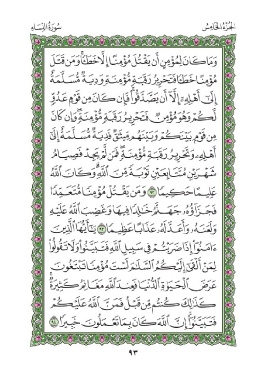 الجزء الخامس
سورة النساء
وَمَا كَانَ لِمُؤْمِنٍ أَن يَقْتُلَ مُؤْمِنًا إِلَّا خَطَـًٔا وَمَن قَتَلَ
مُؤْمِنًا خَطَـًٔا فَتَحْرِيرُ رَقَبَةٍ مُّؤْمِنَةٍ وَدِيَةٌ مُّسَلَّمَةٌ
إِلَىٰٓ أَهْلِهِۦٓ إِلَّآ أَن يَصَّدَّقُوا۟ فَإِن كَانَ مِن قَوْمٍ عَدُوٍّ
لَّكُمْ وَهُوَ مُؤْمِنٌ فَتَحْرِيرُ رَقَبَةٍ مُّؤْمِنَةٍ وَإِن كَانَ
مِن قَوْمٍۭ بَيْنَكُمْ وَبَيْنَهُم مِّيثَـٰقٌ فَدِيَةٌ مُّسَلَّمَةٌ إِلَىٰٓ
أَهْلِهِۦ وَتَحْرِيرُ رَقَبَةٍ مُّؤْمِنَةٍ فَمَن لَّمْ يَجِدْ فَصِيَامُ
شَهْرَيْنِ مُتَتَابِعَيْنِ تَوْبَةً مِّنَ ٱللَّهِ وَكَانَ ٱللَّهُ
عَلِيمًا حَكِيمًا ٩٢ وَمَن يَقْتُلْ مُؤْمِنًا مُّتَعَمِّدًا
فَجَزَآؤُهُۥ جَهَنَّمُ خَـٰلِدًا فِيهَا وَغَضِبَ ٱللَّهُ عَلَيْهِ
وَلَعَنَهُۥ وَأَعَدَّ لَهُۥ عَذَابًا عَظِيمًا ٩٣ يَـٰٓأَيُّهَا ٱلَّذِينَ
ءَامَنُوٓا۟ إِذَا ضَرَبْتُمْ فِى سَبِيلِ ٱللَّهِ فَتَبَيَّنُوا۟ وَلَا تَقُولُوا۟
لِمَنْ أَلْقَىٰٓ إِلَيْكُمُ ٱلسَّلَـٰمَ لَسْتَ مُؤْمِنًا تَبْتَغُونَ
عَرَضَ ٱلْحَيَوٰةِ ٱلدُّنْيَا فَعِندَ ٱللَّهِ مَغَانِمُ كَثِيرَةٌ
كَذَٰلِكَ كُنتُم مِّن قَبْلُ فَمَنَّ ٱللَّهُ عَلَيْكُمْ
فَتَبَيَّنُوٓا۟ إِنَّ ٱللَّهَ كَانَ بِمَا تَعْمَلُونَ خَبِيرًا ٩٤
٩٣